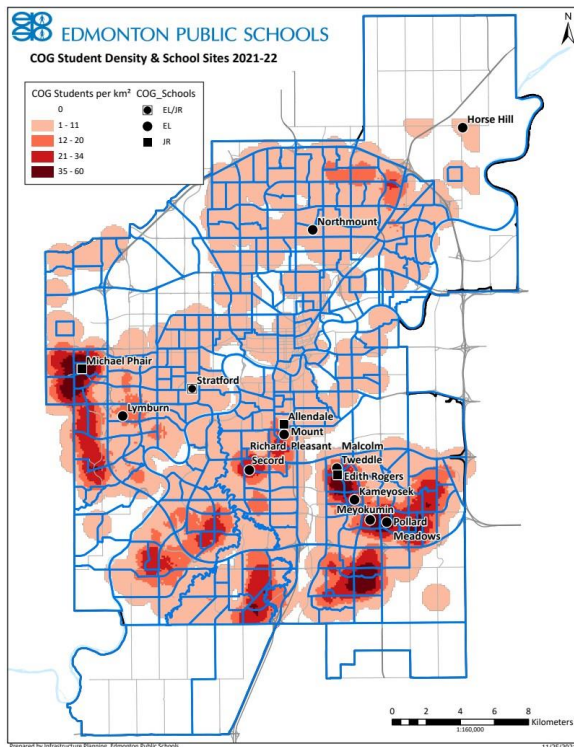 EDMONTON PUBLIC SCHOOLS
COG Student Density & School Sites 2021-22
N
COG Students per km² COG_Schools
0 EL/JR
1 - 11 EL
12 - 20 JR
21 - 34
35 - 60
Horse Hill
Northmount
Michael Phair
Stratford
Lymburn
Allendale
Mount
Richard Pleasant Malcolm
Secord Tweddle
Edith Rogers
Kameyosek
Meyokumin
Pollard
Meadows
0 2 4 6 8
Kilometers
1:160,000
Prepared by Infrastructure Planning, Edmonton Public Schools